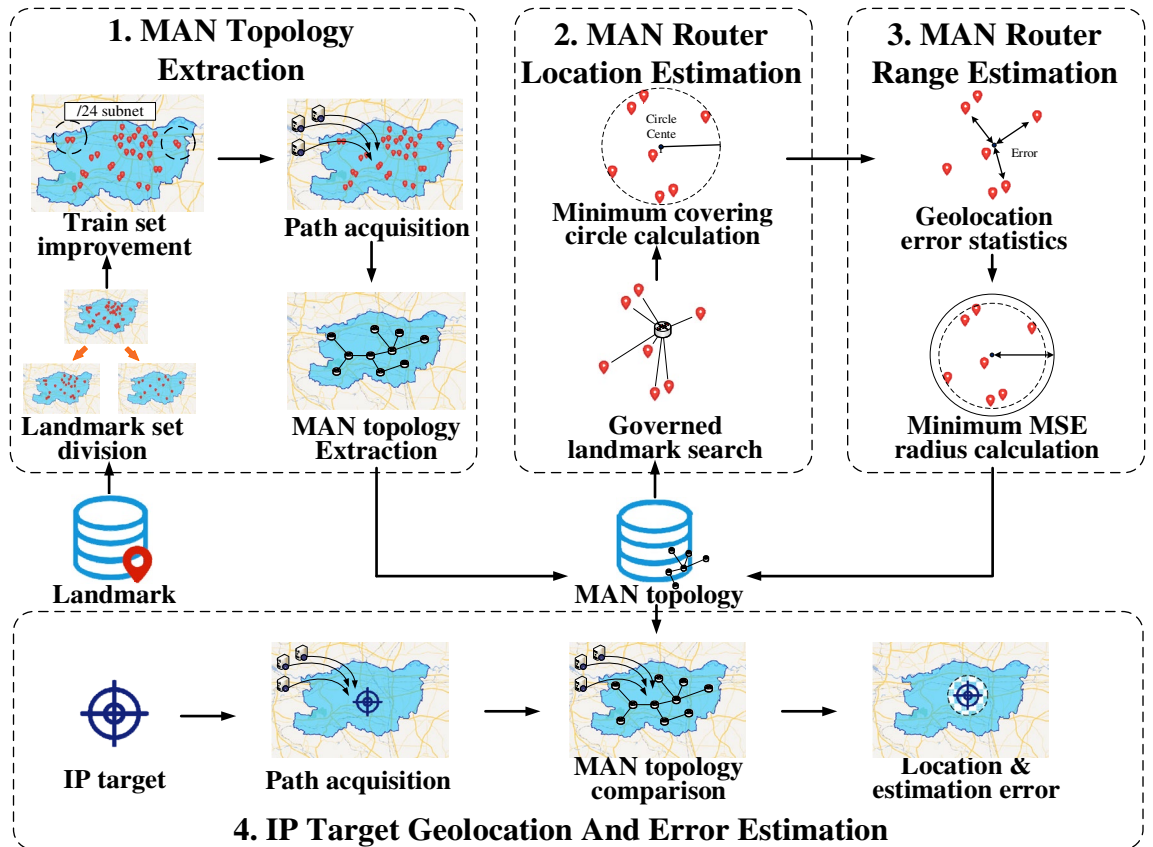 1. MAN Topology
Extraction
/24 subnet
Train set
improvement
Path acquisition
Landmark set
division
MAN topology
Extraction
2. MAN Router
Location Estimation
Circle
Cente
Minimum covering
circle calculation
Governed
landmark search
3. MAN Router
Range Estimation
Error
Geolocation
error statistics
Minimum MSE
radius calculation
Landmark
MAN topology
IP target
Path acquisition
MAN topology
comparison
Location &
estimation error
4. IP Target Geolocation And Error Estimation